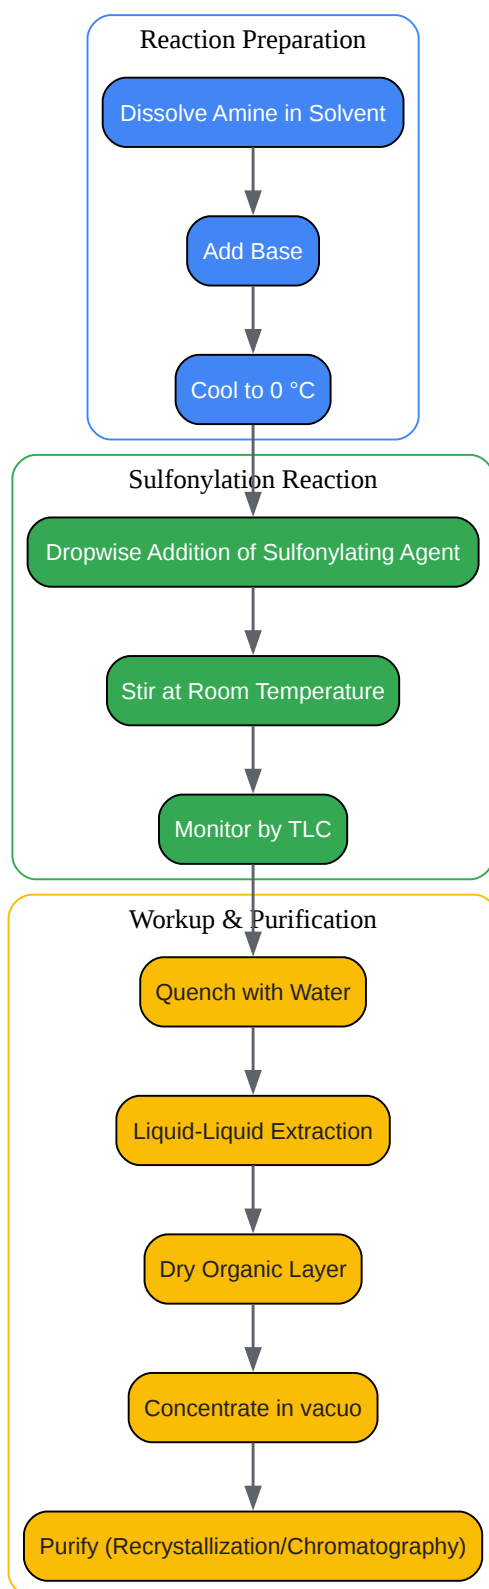 Reaction Preparation
Dissolve Amine in Solvent
Add Base
Cool to 0 °C
Sulfonylation Reaction
Dropwise Addition of Sulfonylating Agent
Stir at Room Temperature
Monitor by TLC
Workup & Purification
Quench with Water
Liquid-Liquid Extraction
Dry Organic Layer
Concentrate in vacuo
Purify (Recrystallization/Chromatography)